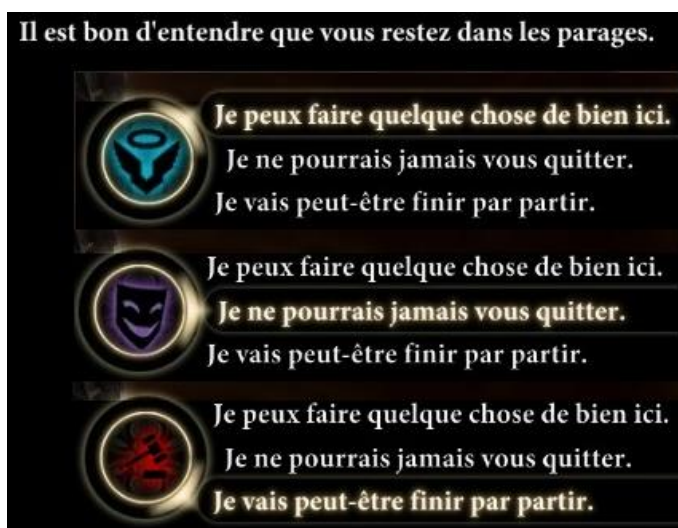 Il est bon d'entendre que vous restez dans les parages.
Je peux faire quelque chose de bien ici.
Je ne pourrais jamais vous quitter.
Je vais peut-être finir par partir.
Je peux faire quelque chose de bien ici.
Je ne pourrais jamais vous quitter.
Je vais peut-être finir par partir.
Je peux faire quelque chose de bien ici.
Je ne pourrais jamais vous quitter.
Je vais peut-être finir par partir.